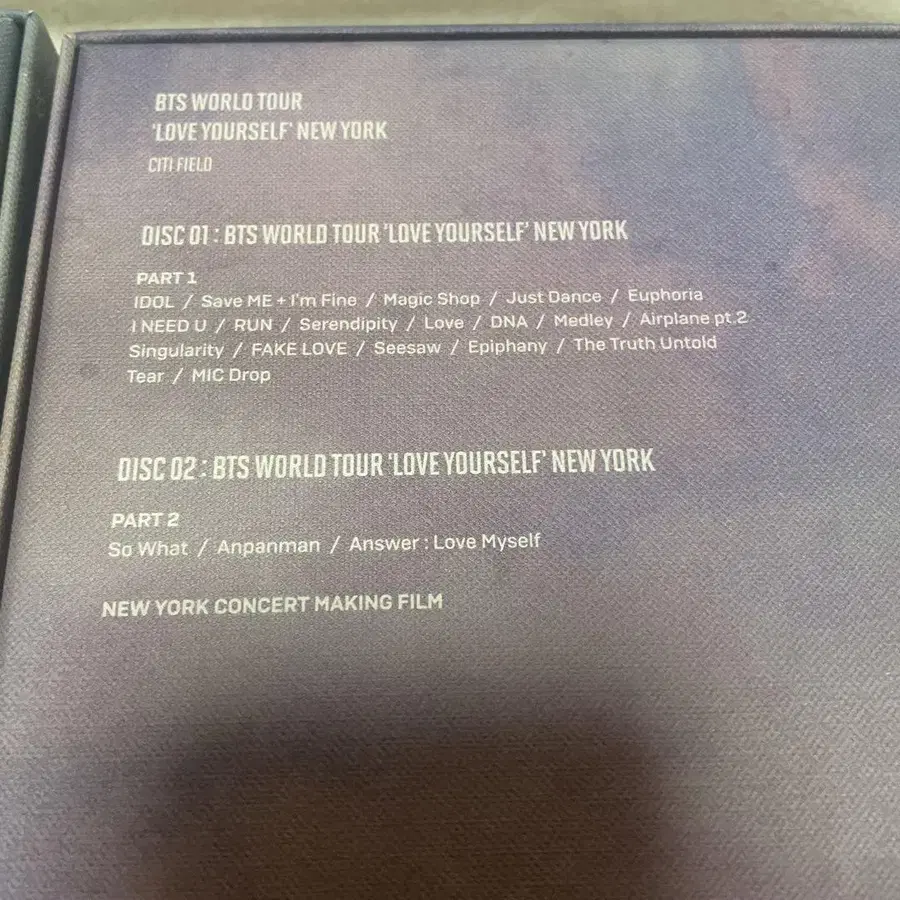 BTS WORLD TOUR
'LOVE YOURSELF' NEW YORK
CITI FIELD
DISC 01 : BTS WORLD TOUR 'LOVE YOURSELF' NEW YORK
PART 1
IDOL / Save ME + I'm Fine / Magic Shop / Just Dance / Euphoria
I NEED U / RUN / Serendipity / Love / DNA / Medley / Airplane pt.2
Singularity / FAKE LOVE / Seesaw / Epiphany / The Truth Untold
Tear / MIC Drop
DISC 02 : BTS WORLD TOUR 'LOVE YOURSELF' NEW YORK
PART 2
So What / Anpanman / Answer : Love Myself
NEW YORK CONCERT MAKING FILM